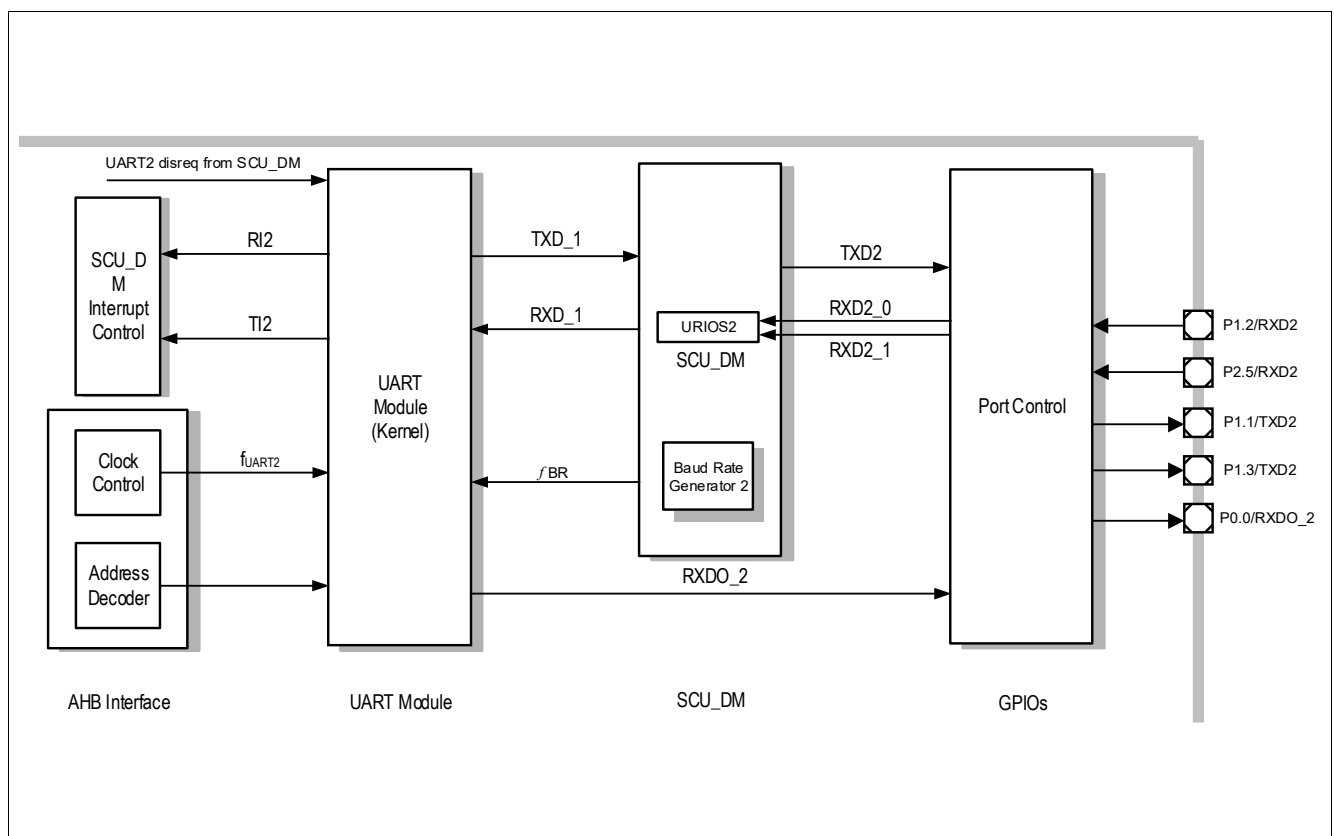 UART2 disreq from SCU_DM
SCU_D
M
Interrupt
Control
RI2
TI2
Clock
Control
fUART2
Address
Decoder
AHB Interface
UART
Module
(Kernel)
UART Module
TXD_1
RXD_1
ƒBR
RXDO_2
URIOS2
SCU_DM
Baud Rate
Generator 2
SCU_DM
TXD2
RXD2_0
RXD2_1
Port Control
GPIOs
P1.2/RXD2
P2.5/RXD2
P1.1/TXD2
P1.3/TXD2
P0.0/RXDO_2